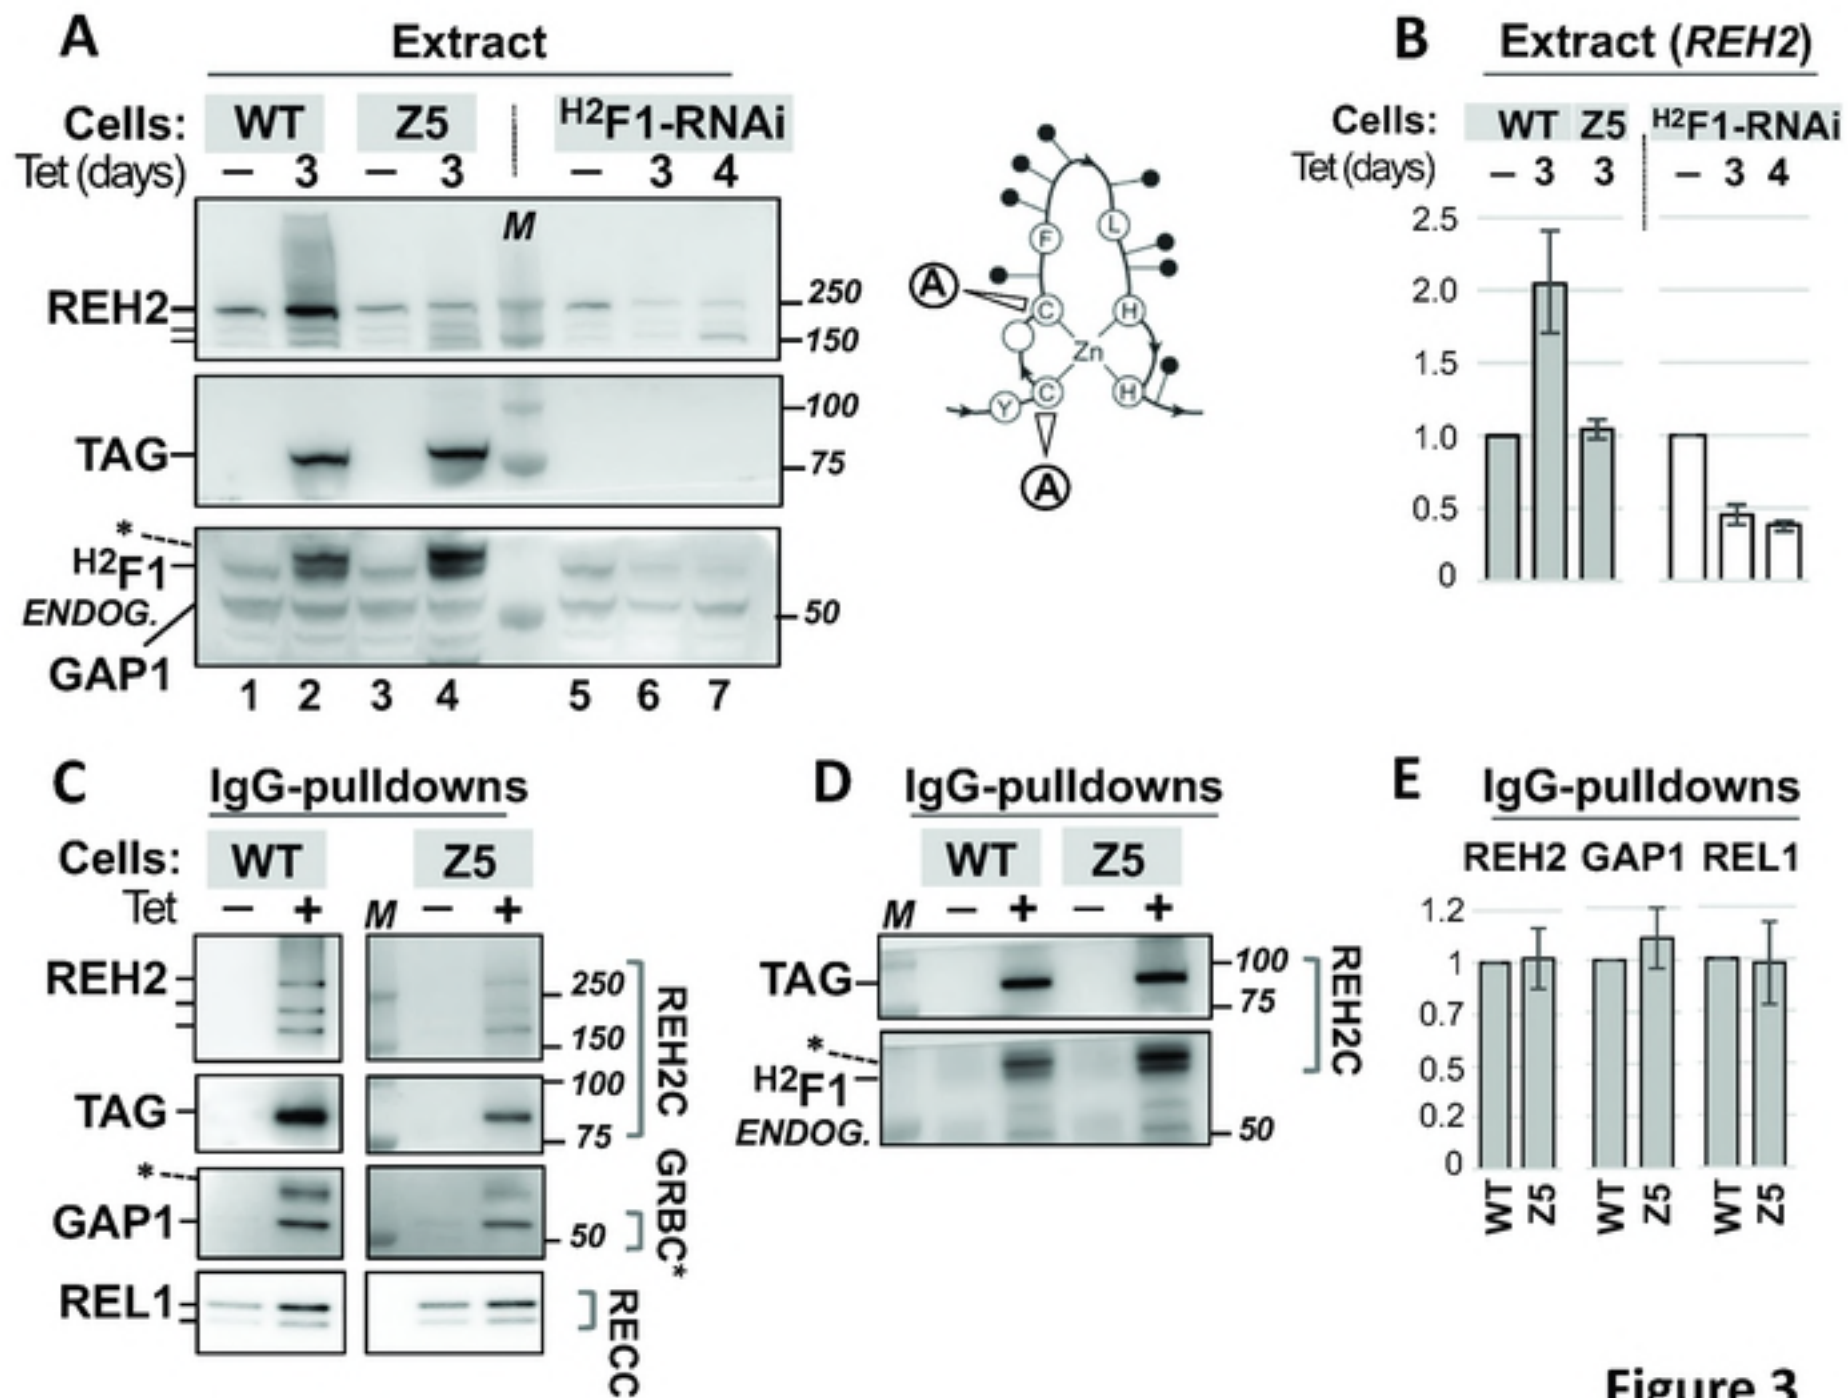 A
Extract
Cells: WT Z5 H2F1-RNAi
Tet (days) – 3 – 3 – 3 4
M
REH2
250
150
TAG
100
75
*
H2F1
ENDOG.
50
GAP1
1 2 3 4 5 6 7
F L
A C H
Zn
Y C H
A
B
Extract (REH2)
Cells: WT Z5 H2F1-RNAi
Tet (days) – 3 3 – 3 4
2.5
2.0
1.5
1.0
0.5
0
C
IgG-pulldowns
Cells: WT Z5
Tet – + M – +
REH2
250
150
TAG
100
75
REH2C
*
GAP1
50
GRBC*
REL1
RECC
D
IgG-pulldowns
WT Z5
M – + – +
TAG
100
75
*
H2F1
ENDOG.
50
REH2C
E
IgG-pulldowns
REH2 GAP1 REL1
1.2
1
0.7
0.5
0.2
0
WT Z5 WT Z5 WT Z5
Figure 3